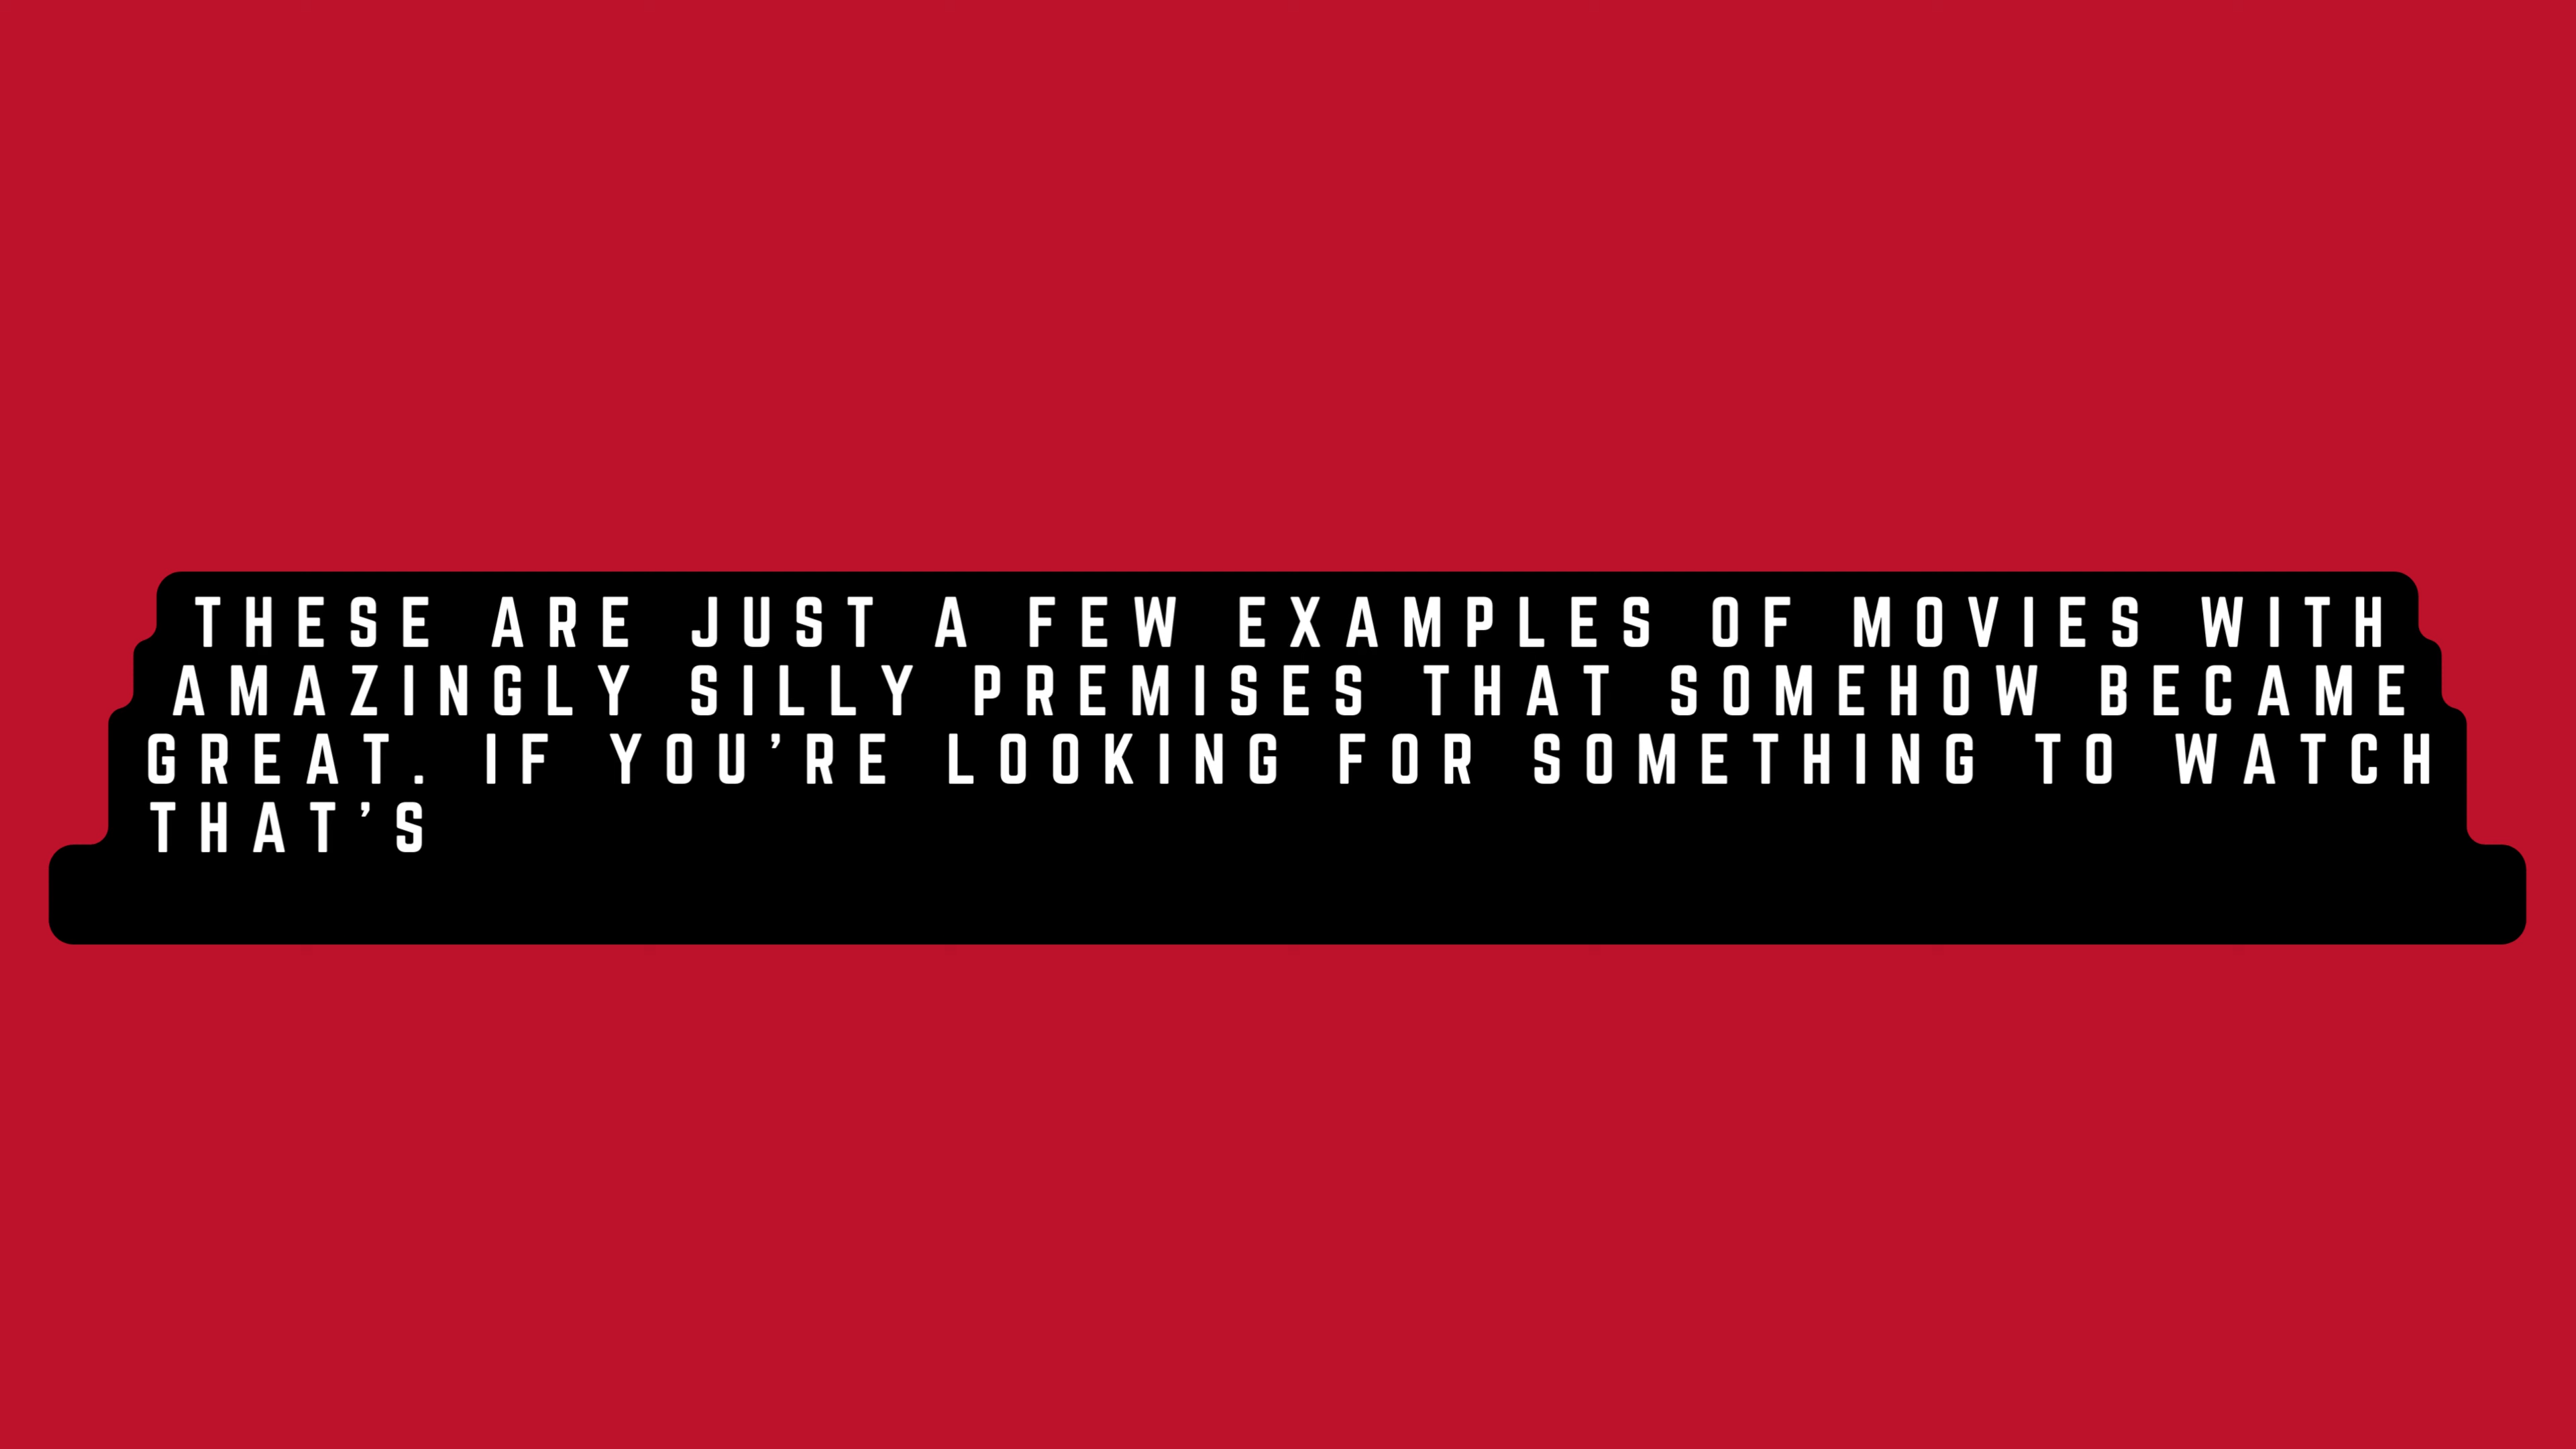 THESE ARE JUST A FEW EXAMPLES OF MOVIES WITH
AMAZINGLY SILLY PREMISES THAT SOMEHOW BECAME
GREAT. IF YOU’RE LOOKING FOR SOMETHING TO WATCH
THAT’S